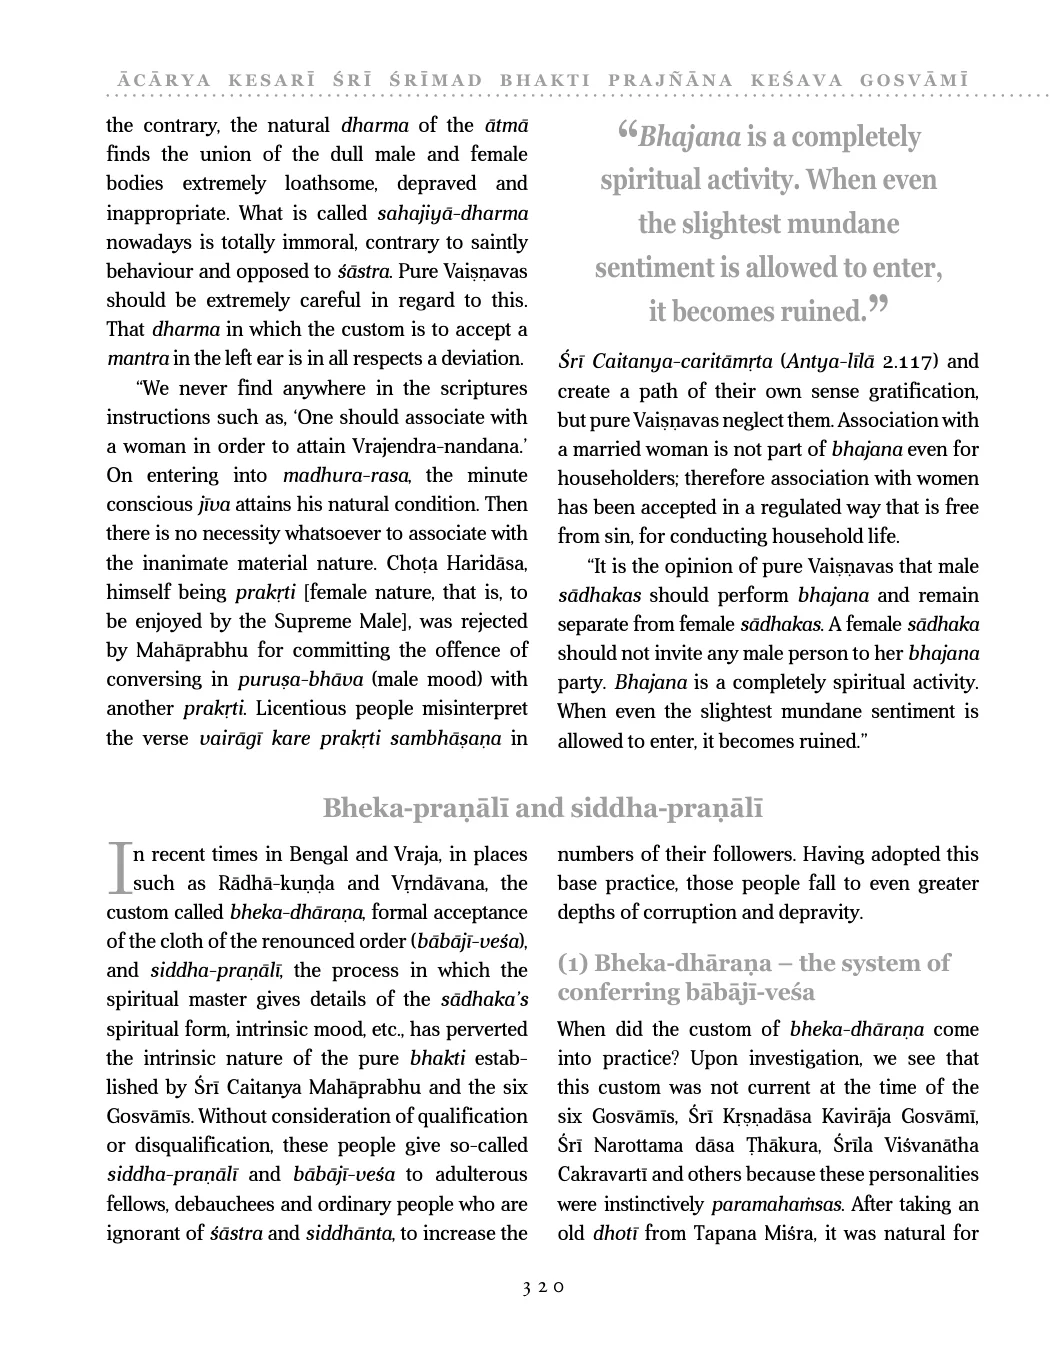 ĀCĀRYA KESARĪ ŚRĪ ŚRĪMAD BHAKTI PRAJÑĀNA KEŚAVA GOSVĀMĪ
the contrary, the natural dharma of the ātmā
finds the union of the dull male and female
bodies extremely loathsome, depraved and
inappropriate. What is called sahajiyā-dharma
nowadays is totally immoral, contrary to saintly
behaviour and opposed to śāstra. Pure Vaiṣṇavas
should be extremely careful in regard to this.
That dharma in which the custom is to accept a
mantra in the left ear is in all respects a deviation.
“We never find anywhere in the scriptures
instructions such as, ‘One should associate with
a woman in order to attain Vrajendra-nandana.’
On entering into madhura-rasa, the minute
conscious jīva attains his natural condition. Then
there is no necessity whatsoever to associate with
the inanimate material nature. Choṭa Haridāsa,
himself being prakṛti [female nature, that is, to
be enjoyed by the Supreme Male], was rejected
by Mahāprabhu for committing the offence of
conversing in puruṣa-bhāva (male mood) with
another prakṛti. Licentious people misinterpret
the verse vairāgī kare prakṛti sambhāṣaṇa in
“Bhajana is a completely
spiritual activity. When even
the slightest mundane
sentiment is allowed to enter,
it becomes ruined.”
Śrī Caitanya-caritāmṛta (Antya-līlā 2.117) and
create a path of their own sense gratification,
but pure Vaiṣṇavas neglect them. Association with
a married woman is not part of bhajana even for
householders; therefore association with women
has been accepted in a regulated way that is free
from sin, for conducting household life.
“It is the opinion of pure Vaiṣṇavas that male
sādhakas should perform bhajana and remain
separate from female sādhakas. A female sādhaka
should not invite any male person to her bhajana
party. Bhajana is a completely spiritual activity.
When even the slightest mundane sentiment is
allowed to enter, it becomes ruined.”
Bheka-praṇālī and siddha-praṇālī
In recent times in Bengal and Vraja, in places
such as Rādhā-kuṇḍa and Vṛndāvana, the
custom called bheka-dhāraṇa, formal acceptance
of the cloth of the renounced order (bābājī-veśa),
and siddha-praṇālī, the process in which the
spiritual master gives details of the sādhaka’s
spiritual form, intrinsic mood, etc., has perverted
the intrinsic nature of the pure bhakti estab-
lished by Śrī Caitanya Mahāprabhu and the six
Gosvāmīs. Without consideration of qualification
or disqualification, these people give so-called
siddha-praṇālī and bābājī-veśa to adulterous
fellows, debauchees and ordinary people who are
ignorant of śāstra and siddhānta, to increase the
numbers of their followers. Having adopted this
base practice, those people fall to even greater
depths of corruption and depravity.
(1) Bheka-dhāraṇa – the system of
conferring bābājī-veśa
When did the custom of bheka-dhāraṇa come
into practice? Upon investigation, we see that
this custom was not current at the time of the
six Gosvāmīs, Śrī Kṛṣṇadāsa Kavirāja Gosvāmī,
Śrī Narottama dāsa Ṭhākura, Śrīla Viśvanātha
Cakravartī and others because these personalities
were instinctively paramahaṁsas. After taking an
old dhotī from Tapana Miśra, it was natural for
320